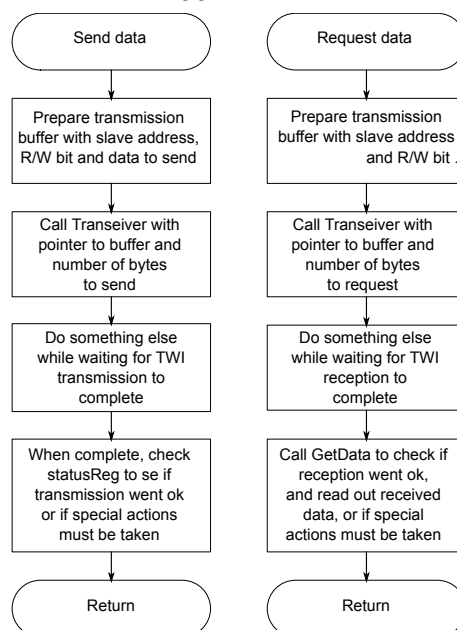 Send data
Prepare transmission
buffer with slave address,
R/W bit and data to send
Call Transeiver with
pointer to buffer and
number of bytes
to send
Do something else
while waiting for TWI
transmission to
complete
When complete, check
statusReg to se if
transmission went ok
or if special actions
must be taken
Return
Request data
Prepare transmission
buffer with slave address
and R/W bit .
Call Transeiver with
pointer to buffer and
number of bytes
to request
Do something else
while waiting for TWI
reception to
complete
Call GetData to check if
reception went ok,
and read out received
data, or if special
actions must be taken
Return